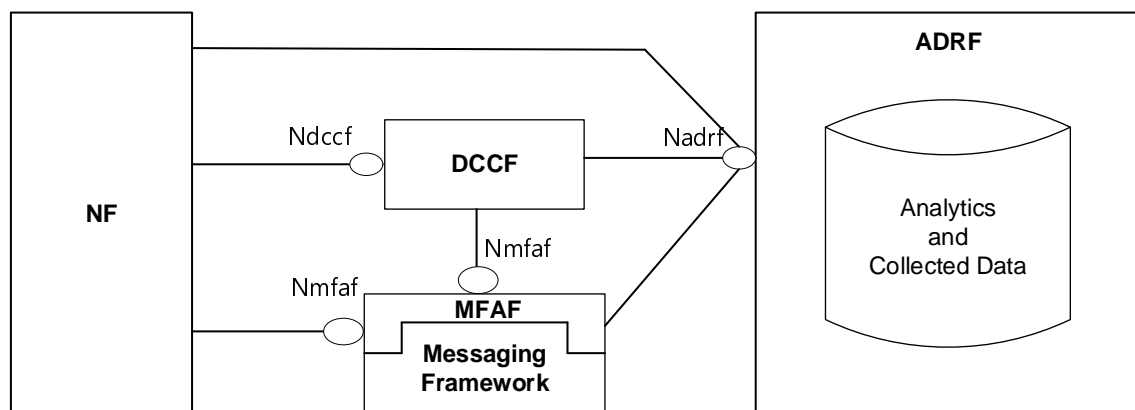 NF
Ndccf
DCCF
Nmfaf
Nmfaf
MFAF
Messaging
Framework
Nadrf
ADRF
Analytics
and
Collected Data